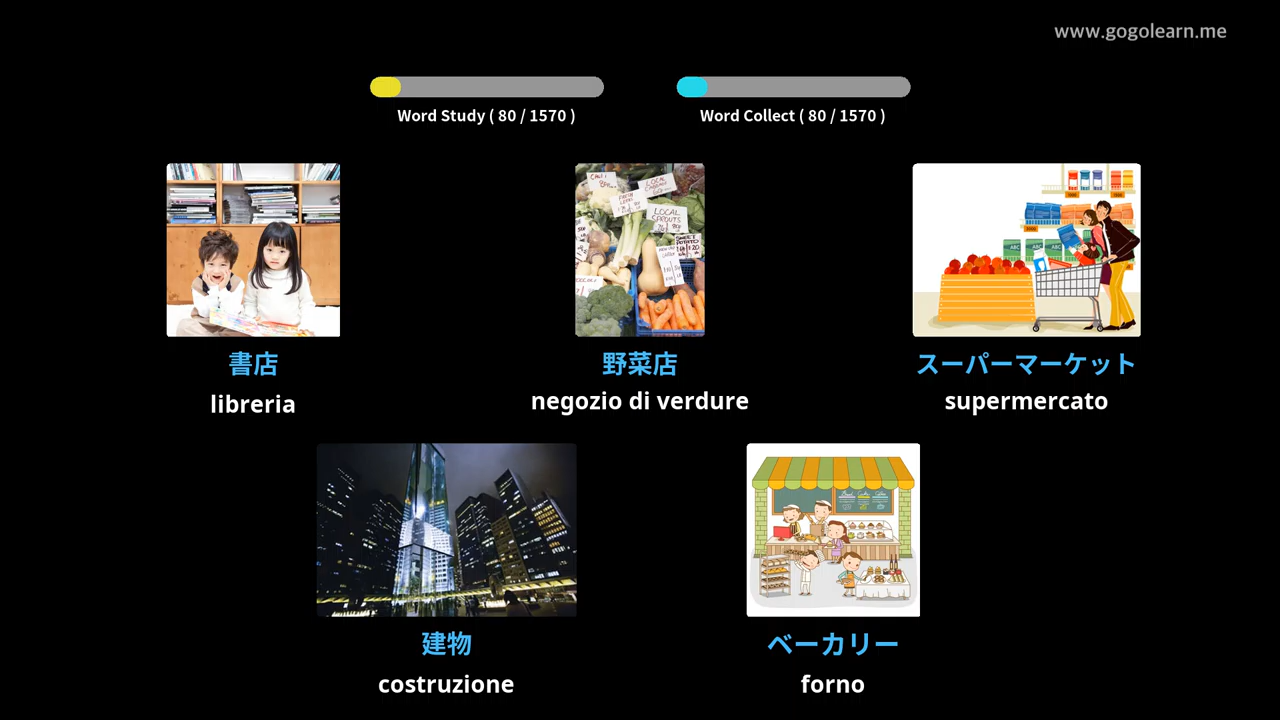 www.gogolearn.me
Word Study ( 80 / 1570 )
Word Collect ( 80 / 1570 )
LOCAL
SPROUTS
書店
野菜店
スーパーマーケット
libreria
negozio di verdure
supermercato
建物
ベーカリー
costruzione
forno